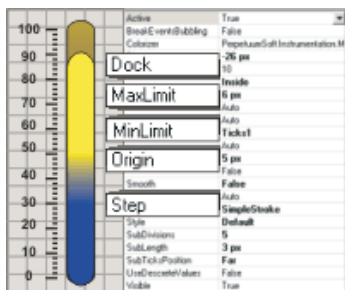 Active True
BreakEventsBubbling False
Colorizer PerpetuumSoft.Instrumentation.M
Dock -26 px
10
Inside
MaxLimit 6 px
Auto
Auto
MinLimit Ticks1
Auto
Origin 5 px
False
Smooth False
Auto
Step SimpleStroke
Style Default
SubDivisions 5
SubLength 3 px
SubTicksPosition Far
UseDescreteValues False
Visible True
100
90
80
70
60
50
40
30
20
10
0